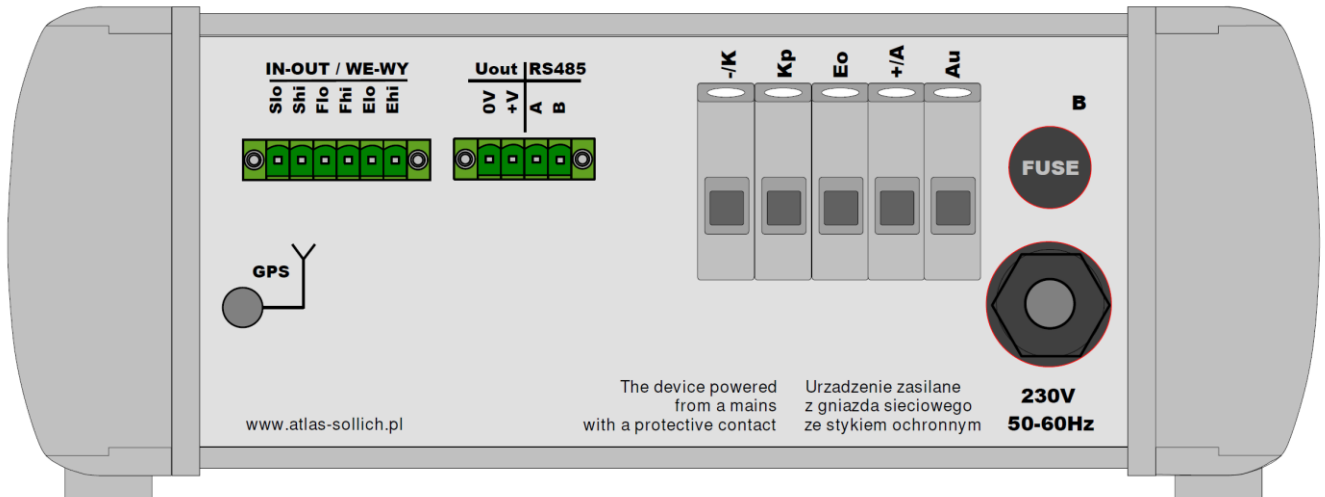 IN-OUT / WE-WY
Slo Shi Flo Fhi Elo Ehi
Uout RS485
0V +V A B
-/K Kp Eo +/A Au
B
FUSE
GPS
The device powered
from a mains
with a protective contact
Urzadzenie zasilane
z gniazda sieciowego
ze stykiem ochronnym
230V
50-60Hz
www.atlas-sollich.pl